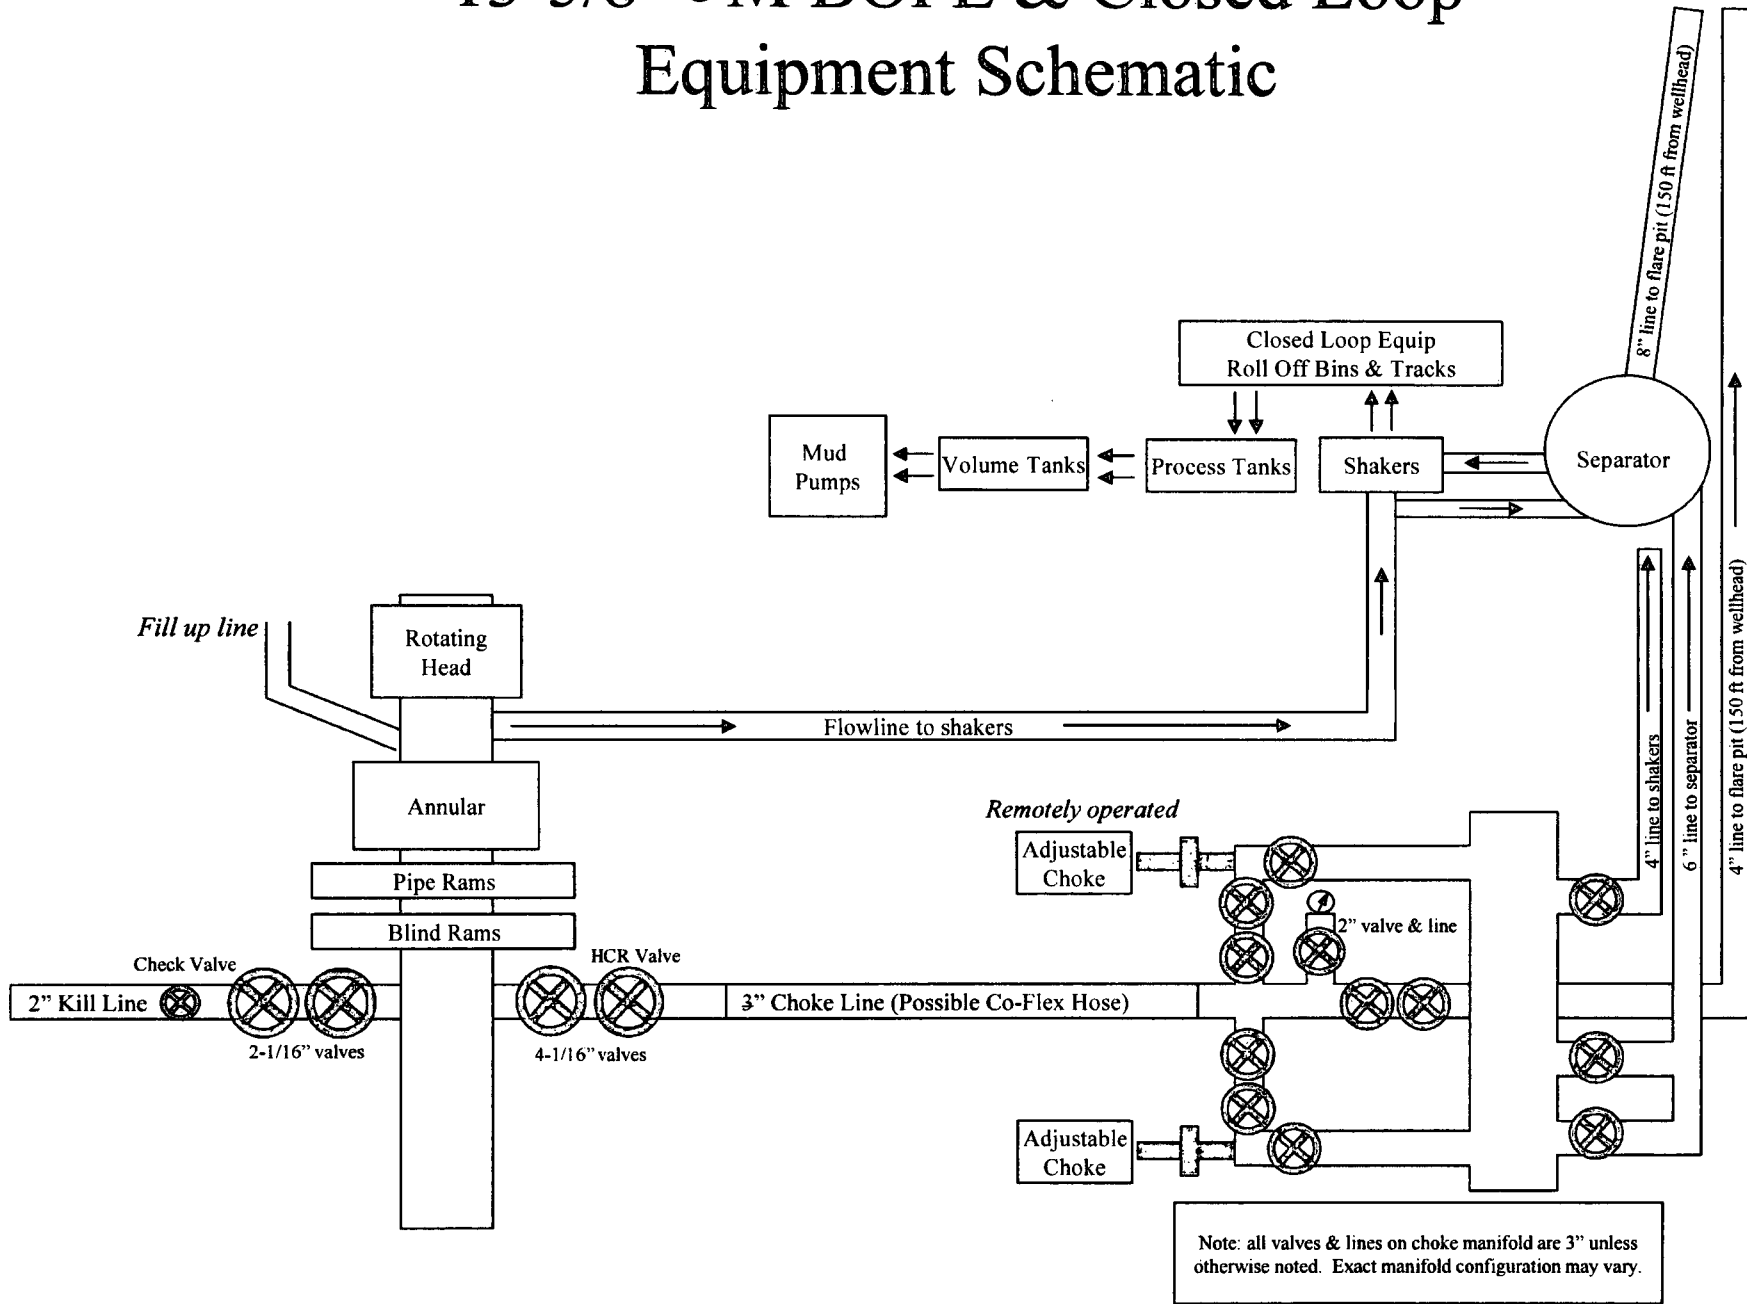 Equipment Schematic
8” line to flare pit (150 ft from wellhead)
Closed Loop Equip
Roll Off Bins & Tracks
Mud
Pumps
Volume Tanks
Process Tanks
Shakers
Separator
Fill up line
Rotating
Head
Flowline to shakers
Annular
Pipe Rams
Blind Rams
Remotely operated
Adjustable
Choke
2” valve & line
4” line to shakers
6” line to separator
4” line to flare pit (150 ft from wellhead)
Check Valve
HCR Valve
2” Kill Line
3” Choke Line (Possible Co-Flex Hose)
2-1/16” valves
4-1/16” valves
Adjustable
Choke
Note: all valves & lines on choke manifold are 3” unless
otherwise noted. Exact manifold configuration may vary.